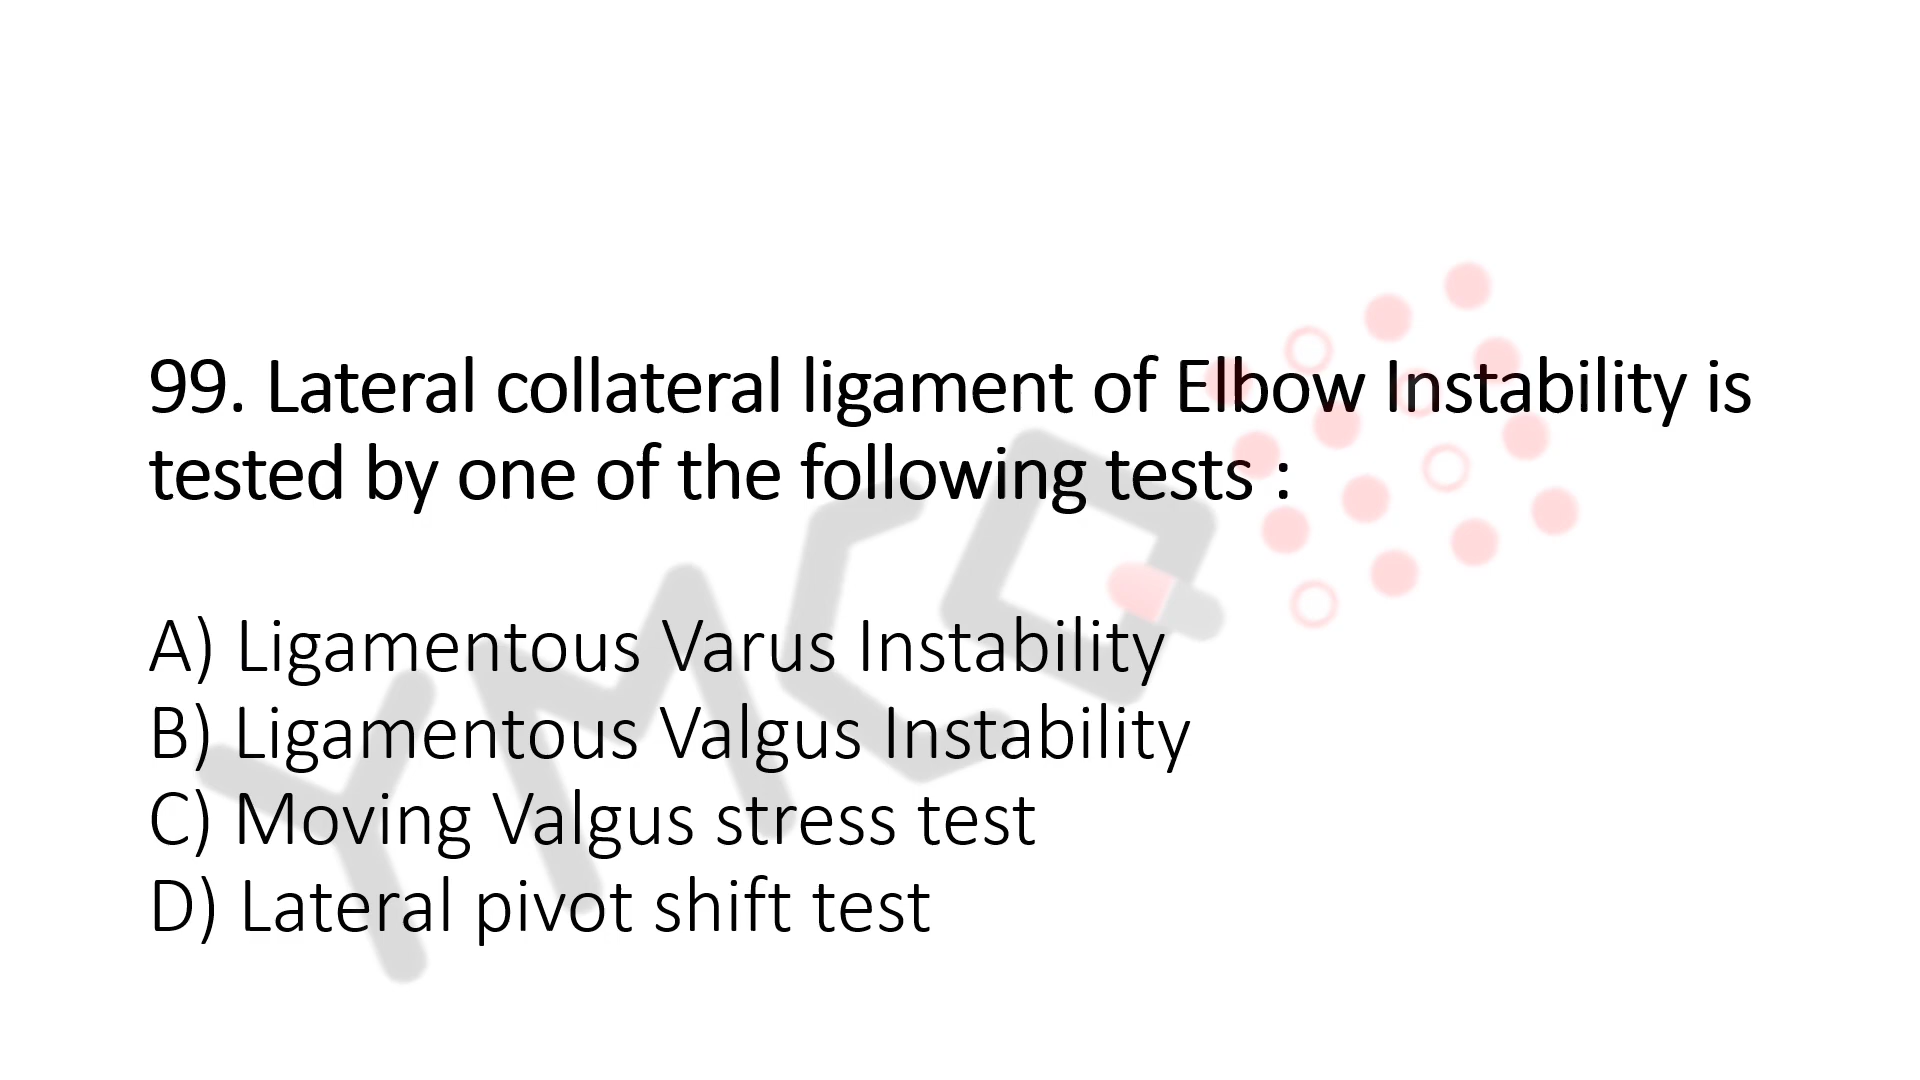 99. Lateral collateral ligament of Elbow Instability is
tested by one of the following tests :
A) Ligamentous Varus Instability
B) Ligamentous Valgus Instability
C) Moving Valgus stress test
D) Lateral pivot shift test
YMCQ